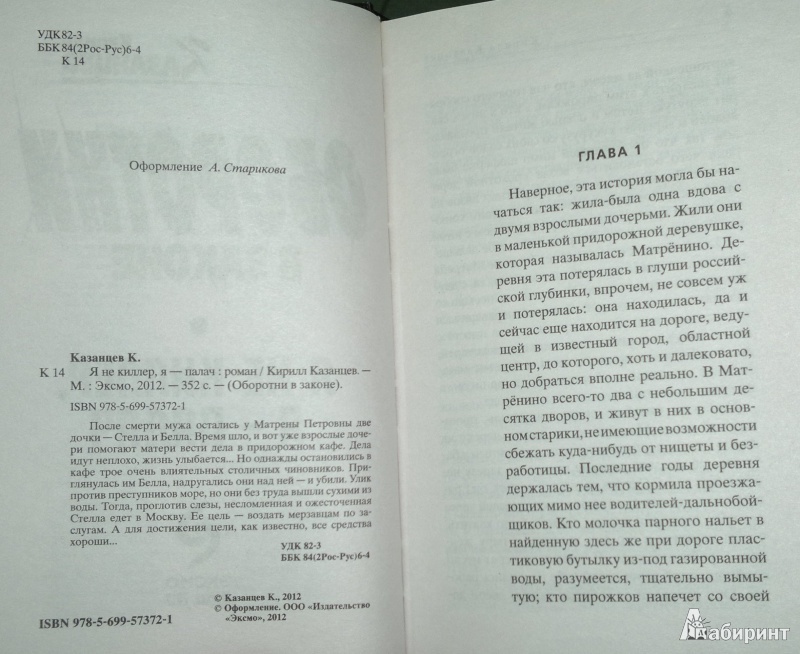 УДК 82-3
ББК 84(2Рос-Рус)6-4
К 14
Оформление А. Старикова
Казанцев К.
К 14 Я не киллер, я — палач : роман / Кирилл Казанцев. —
М. : Эксмо, 2012. — 352 с. — (Оборотни в законе).
ISBN 978-5-699-57372-1
После смерти мужа остались у Матрены Петровны две
дочки — Стелла и Белла. Время шло, и вот уже взрослые доче-
ри помогают матери вести дела в придорожном кафе. Дела
идут неплохо, жизнь улыбается... Но однажды остановились в
кафе трое очень влиятельных столичных чиновников. При-
глянулась им Белла, надругались они над ней — и убили. Улик
против преступников море, но они без труда вышли сухими из
воды. Тогда, проглотив слезы, несломленная и ожесточенная
Стелла едет в Москву. Ее цель — воздать мерзавцам по за-
слугам. А для достижения цели, как известно, все средства
хороши...
УДК 82-3
ББК 84(2Рос-Рус)6-4
© Казанцев К., 2012
© Оформление. ООО «Издательство
«Эксмо», 2012
ISBN 978-5-699-57372-1
ГЛАВА 1
Наверное, эта история могла бы на-
чаться так: жила-была одна вдова с
двумя взрослыми дочерьми. Жили они
в маленькой придорожной деревушке,
которая называлась Матрёнино. Де-
ревня эта потерялась в глуши россий-
ской глубинки, впрочем, не совсем уж
и потерялась: она находилась, да и
сейчас еще находится на дороге, веду-
щей в известный город, областной
центр, до которого, хоть и далековато,
но добраться вполне реально. В Мат-
рёнино всего-то два с небольшим де-
сятка дворов, и живут в них в основ-
ном старики, не имеющие возможности
сбежать куда-нибудь от нищеты и без-
работицы. Последние годы деревня
держалась тем, что кормила проезжа-
ющих мимо нее водителей-дальнобой-
щиков. Кто молочка парного нальет в
найденную здесь же при дороге плас-
тиковую бутылку из-под газированной
воды, разумеется, тщательно вымы-
тую; кто пирожков напечет со своей
Лабиринт